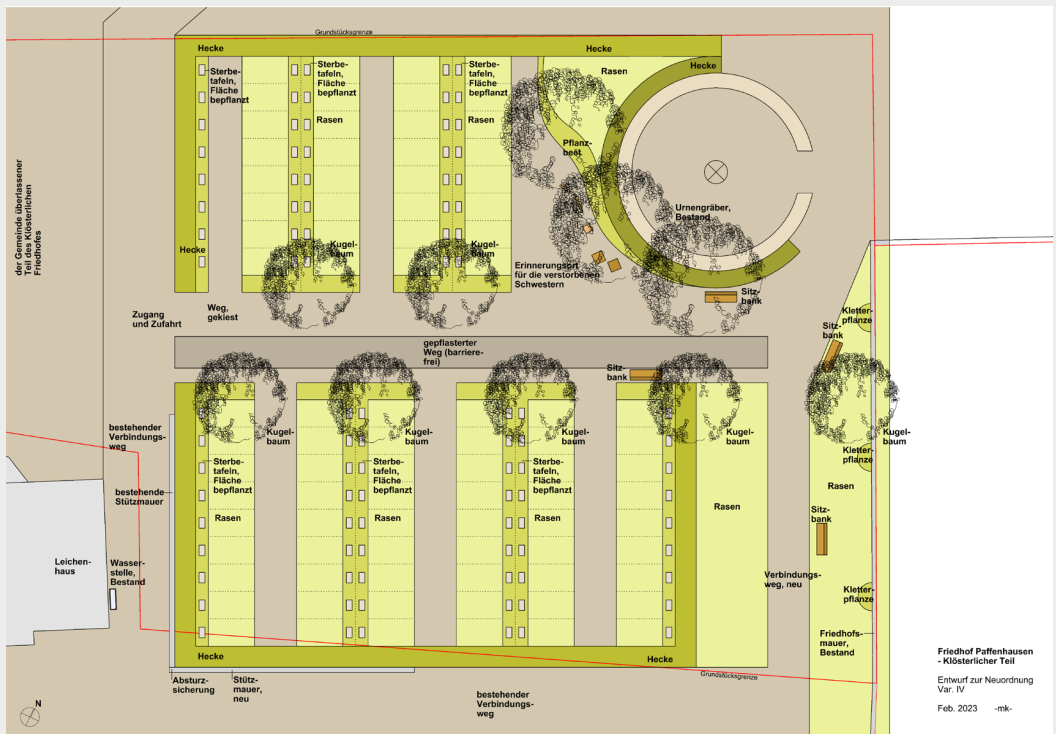 Grundstücksgrenze
Hecke
Hecke
Hecke
Sterbe-
tafeln,
Fläche
bepflanzt
Sterbe-
tafeln,
Fläche
bepflanzt
Sterbe-
tafeln,
Fläche
bepflanzt
Rasen
Rasen
Rasen
Pflanz-
beet
der Gemeinde überlassener
Teil des Klösterlichen
Friedhofes
Urnengräber,
Bestand
Hecke
Kugel-
baum
Kugel-
baum
Erinnerungsort
für die verstorbenen
Schwestern
Sitz-
bank
Zugang
und Zufahrt
Weg,
gekiest
Kletter-
pflanze
Sitz-
bank
gepflasterter
Weg (barriere-
frei)
Sitz-
bank
bestehender
Verbindungs-
weg
Kugel-
baum
Kugel-
baum
Kugel-
baum
Kugel-
baum
Kugel-
baum
Kletter-
pflanze
Sterbe-
tafeln,
Fläche
bepflanzt
Sterbe-
tafeln,
Fläche
bepflanzt
Sterbe-
tafeln,
Fläche
bepflanzt
bestehende
Stützmauer
Rasen
Rasen
Rasen
Rasen
Rasen
Sitz-
bank
Leichen-
haus
Wasser-
stelle,
Bestand
Verbindungs-
weg, neu
Kletter-
pflanze
Friedhofs-
mauer,
Bestand
Hecke
Hecke
Grundstücksgrenze
Absturz-
sicherung
Stütz-
mauer,
neu
bestehender
Verbindungs-
weg
N
Friedhof Paffenhausen
- Klösterlicher Teil
Entwurf zur Neuordnung
Var. IV
Feb. 2023 -mk-